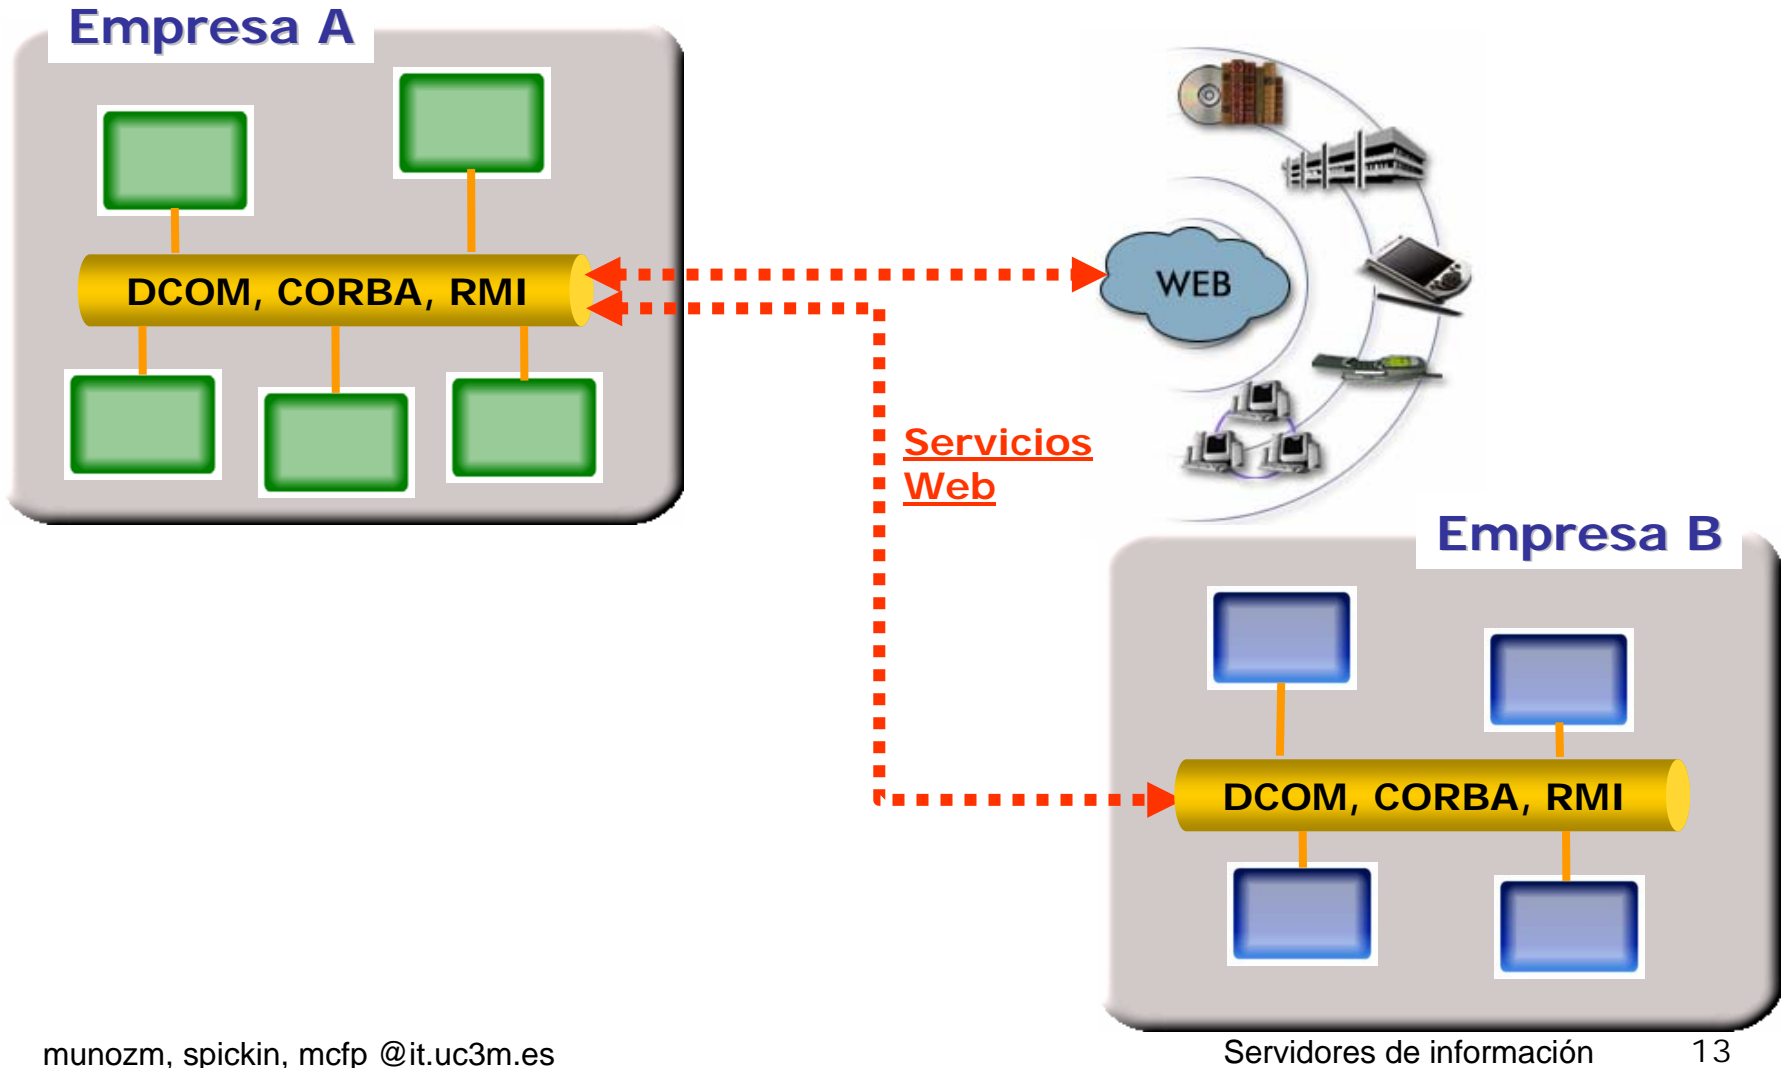 Empresa A
DCOM, CORBA, RMI
WEB
Servicios
Web
Empresa B
DCOM, CORBA, RMI
munozm, spickin, mcfp @it.uc3m.es
Servidores de información 13